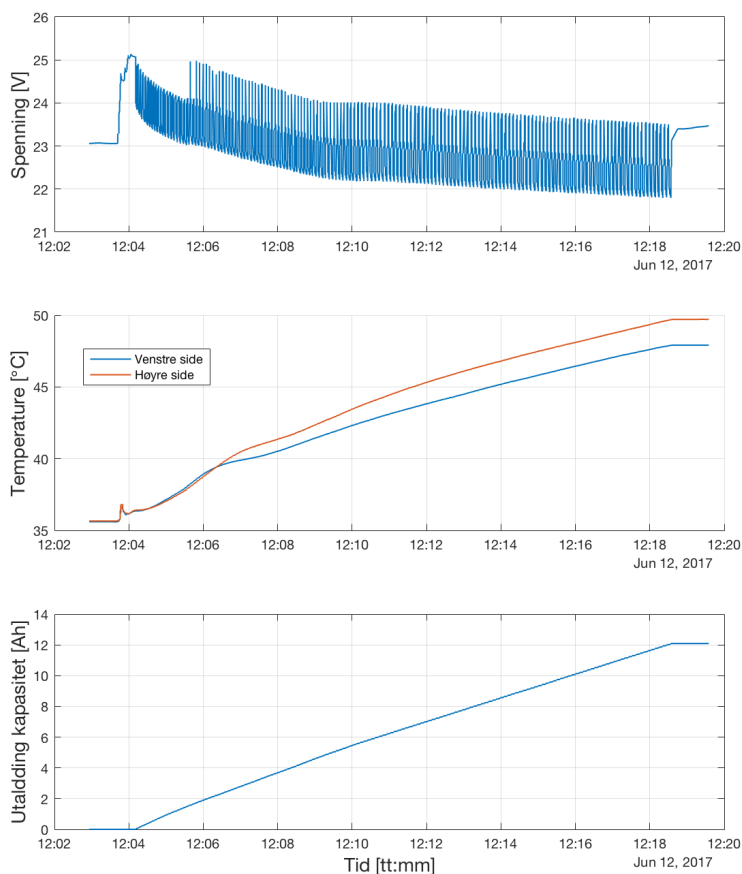 26
25
24
23
22
21
Spenning [V]
12:02 12:04 12:06 12:08 12:10 12:12 12:14 12:16 12:18 12:20
Jun 12, 2017
50
45
40
35
Temperature [°C]
Venstre side
Høyre side
12:02 12:04 12:06 12:08 12:10 12:12 12:14 12:16 12:18 12:20
Jun 12, 2017
14
12
10
8
6
4
2
0
Utaldding kapasitet [Ah]
12:02 12:04 12:06 12:08 12:10 12:12 12:14 12:16 12:18 12:20
Tid [tt:mm]
Jun 12, 2017